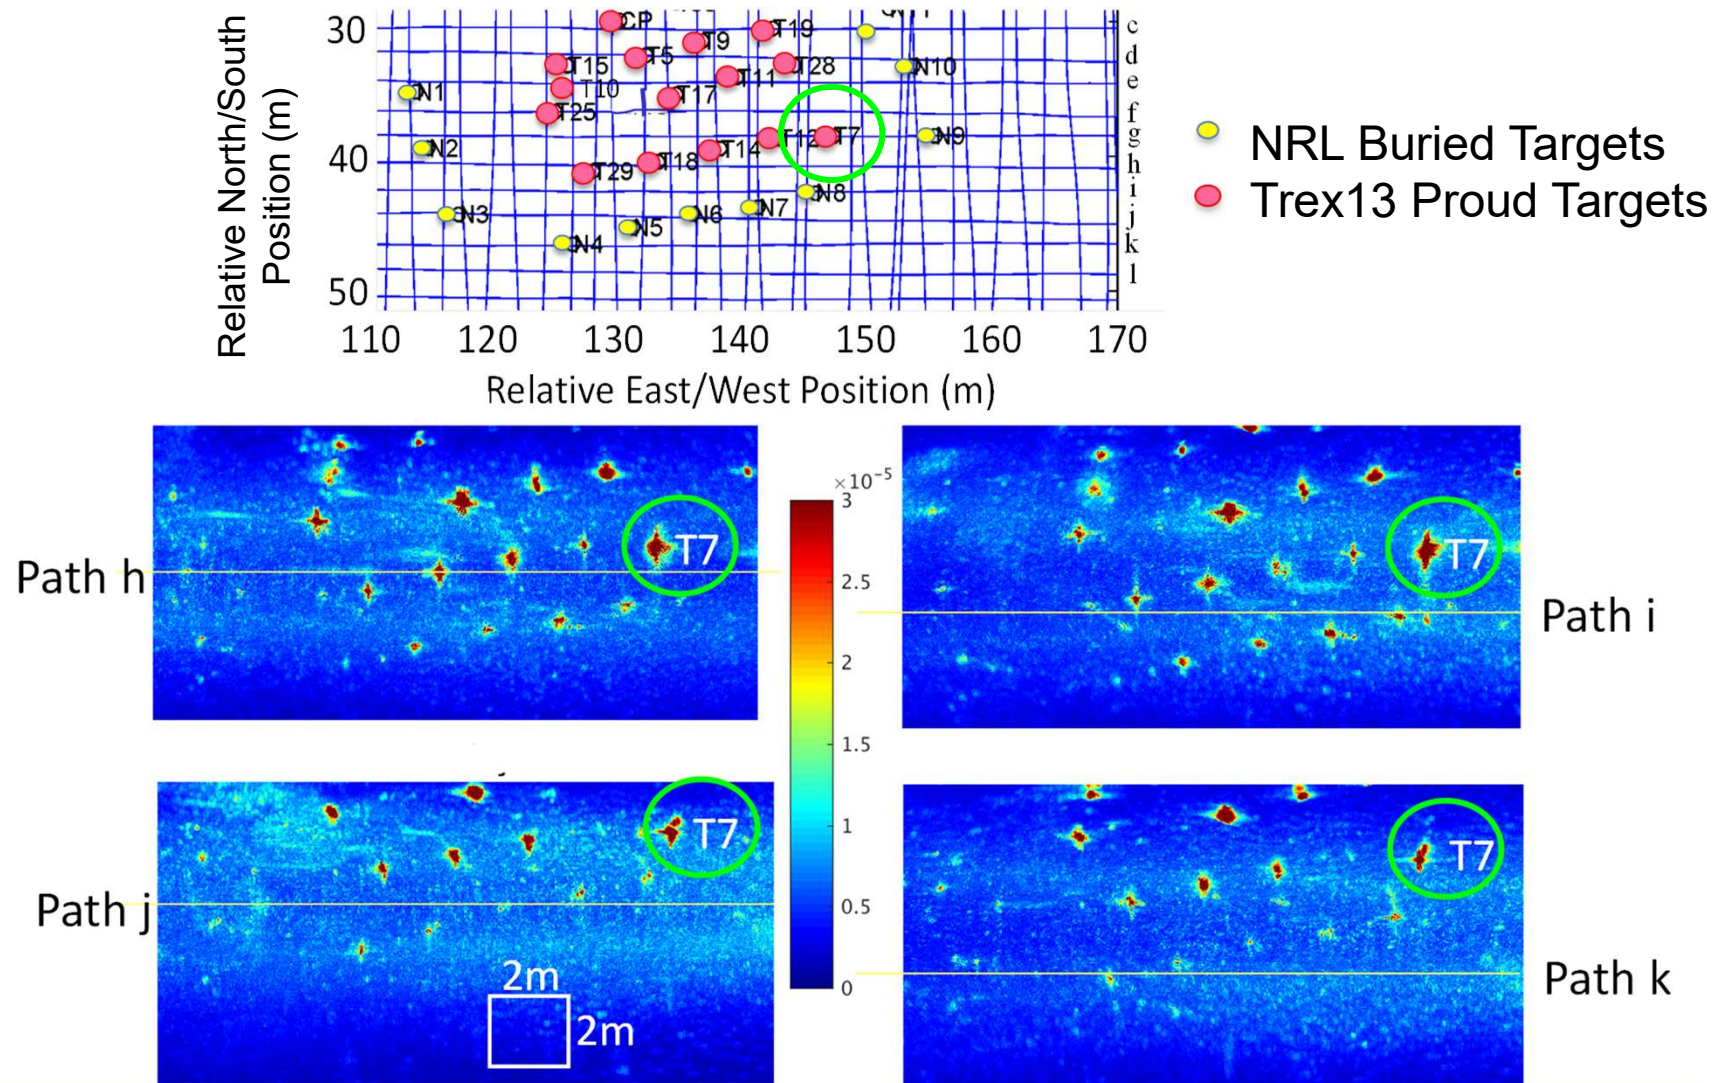 Relative North/South
Position (m)
30
40
50
CP
T19
T9
T5
T15
T28
N10
T11
T10
N1
T17
T25
T12
T7
N9
N2
T14
T18
T29
N8
N7
N3
N6
N5
N4
c
d
e
f
g
h
i
j
k
l
110 120 130 140 150 160 170
Relative East/West Position (m)
NRL Buried Targets
Trex13 Proud Targets
Path h
T7
×10⁻⁵
3
2.5
2
1.5
1
0.5
0
T7
Path i
Path j
T7
2m
2m
T7
Path k